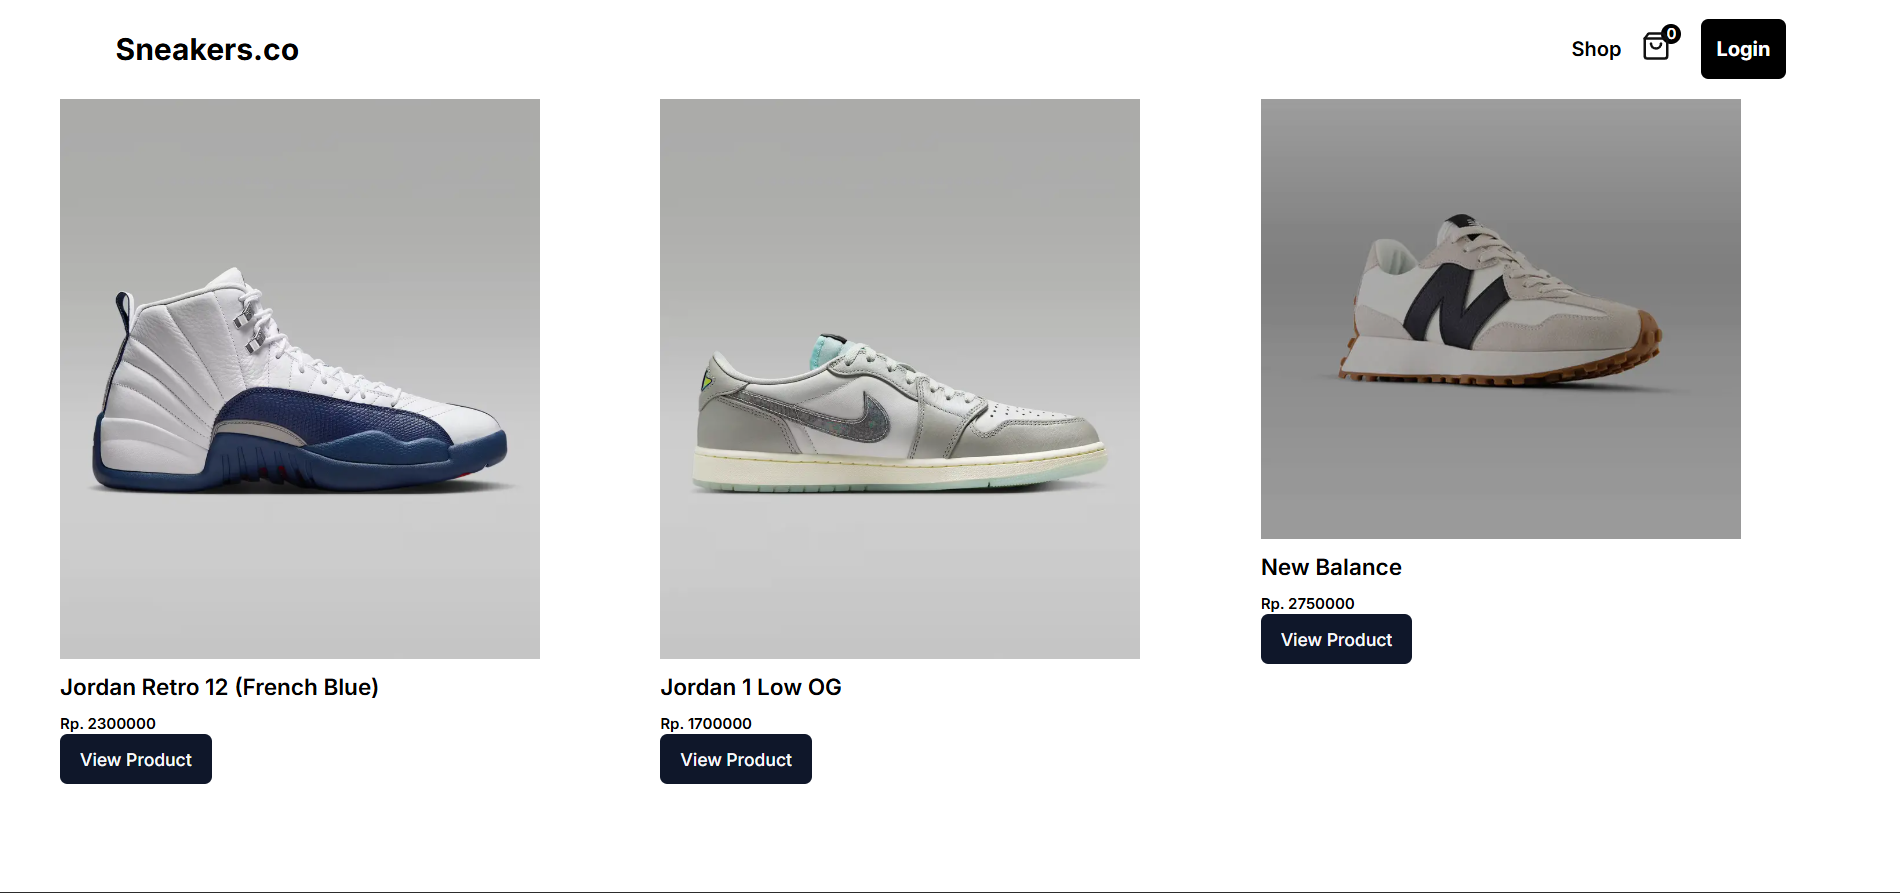 Sneakers.co
Shop
0
Login
Jordan Retro 12 (French Blue)
Rp. 2300000
View Product
Jordan 1 Low OG
Rp. 1700000
View Product
New Balance
Rp. 2750000
View Product